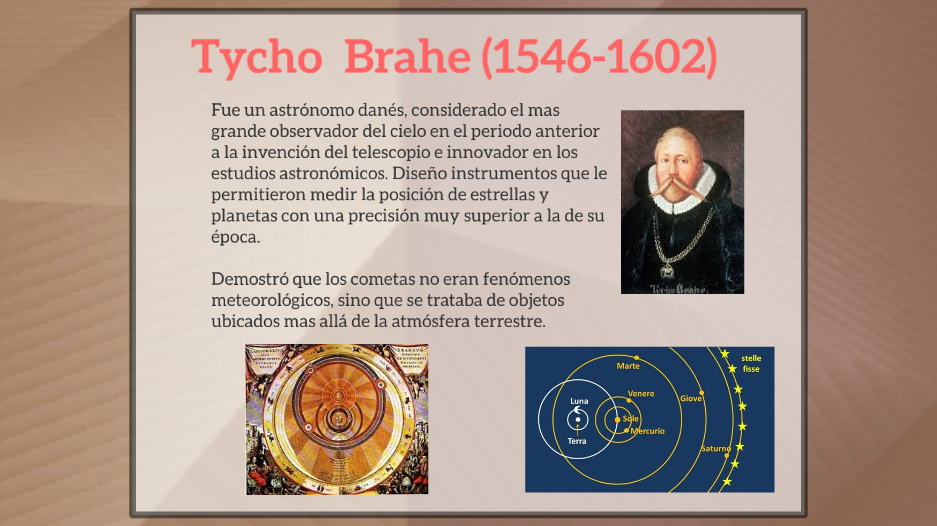 Tycho Brahe (1546-1602)
Fue un astrónomo danés, considerado el mas
grande observador del cielo en el periodo anterior
a la invención del telescopio e innovador en los
estudios astronómicos. Diseño instrumentos que le
permitieron medir la posición de estrellas y
planetas con una precisión muy superior a la de su
época.
Demostró que los cometas no eran fenómenos
meteorológicos, sino que se trataba de objetos
ubicados mas allá de la atmósfera terrestre.
Tycho Brahe.
stelle
fisse
Marte
Venere
Giove
Luna
Sole
Mercurio
Terra
Saturno